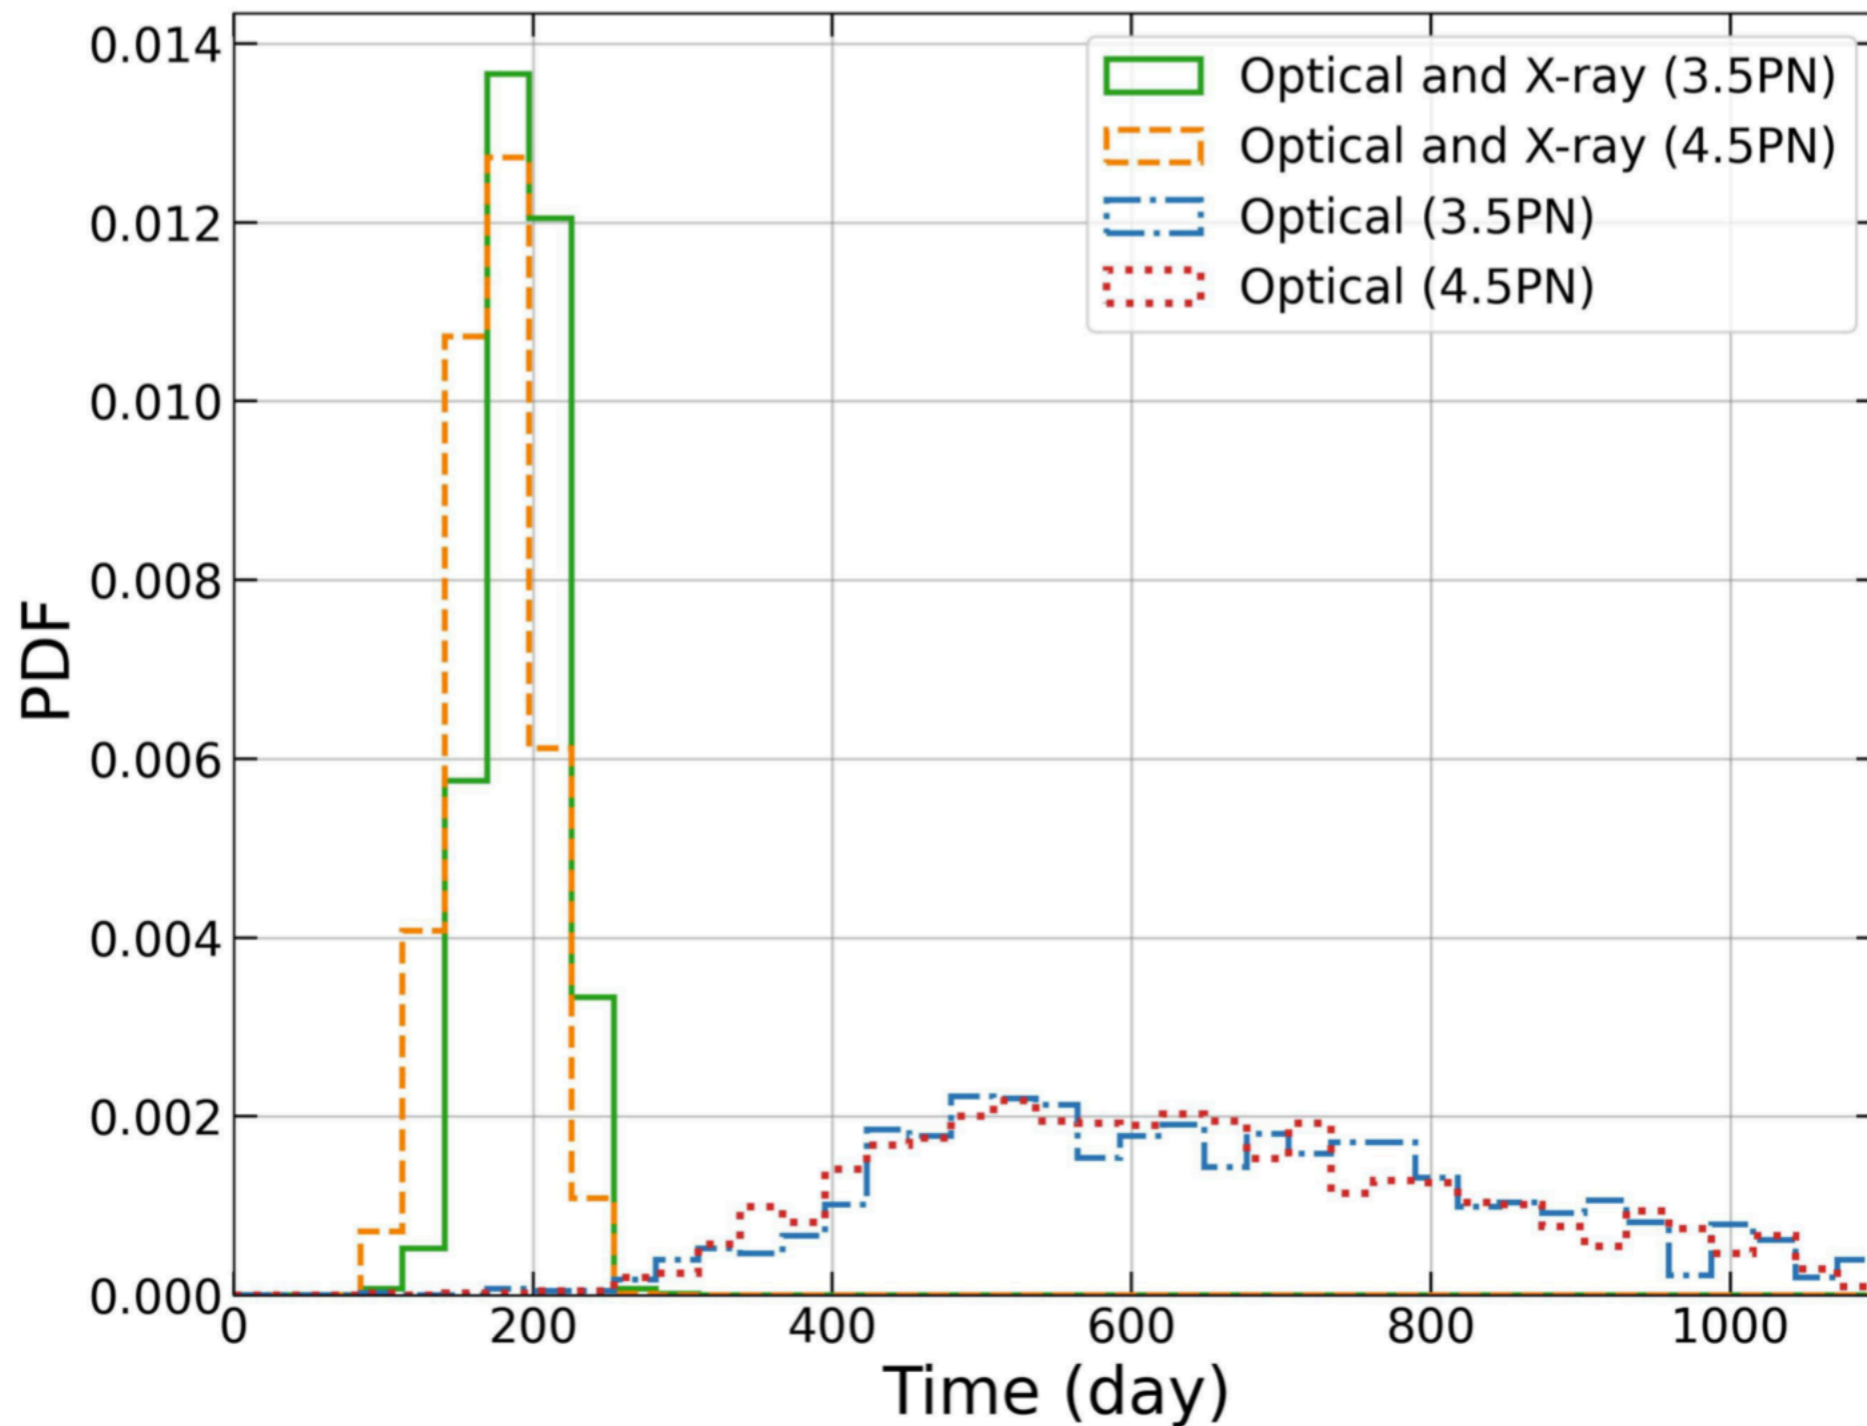 0.014
0.012
0.010
0.008
0.006
0.004
0.002
0.000
PDF
Optical and X-ray (3.5PN)
Optical and X-ray (4.5PN)
Optical (3.5PN)
Optical (4.5PN)
0 200 400 600 800 1000
Time (day)